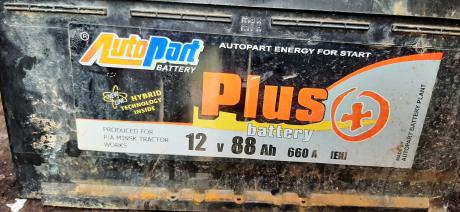 ® AutoPart
BATTERY
AUTOPART ENERGY FOR START
HYBRID
TECHNOLOGY
INSIDE
Plus
battery
PRODUCED FOR
P/A MINSK TRACTOR
WORKS
12 v 88 Ah 660 A [EN]
AUTOPART BATTERY PLANT